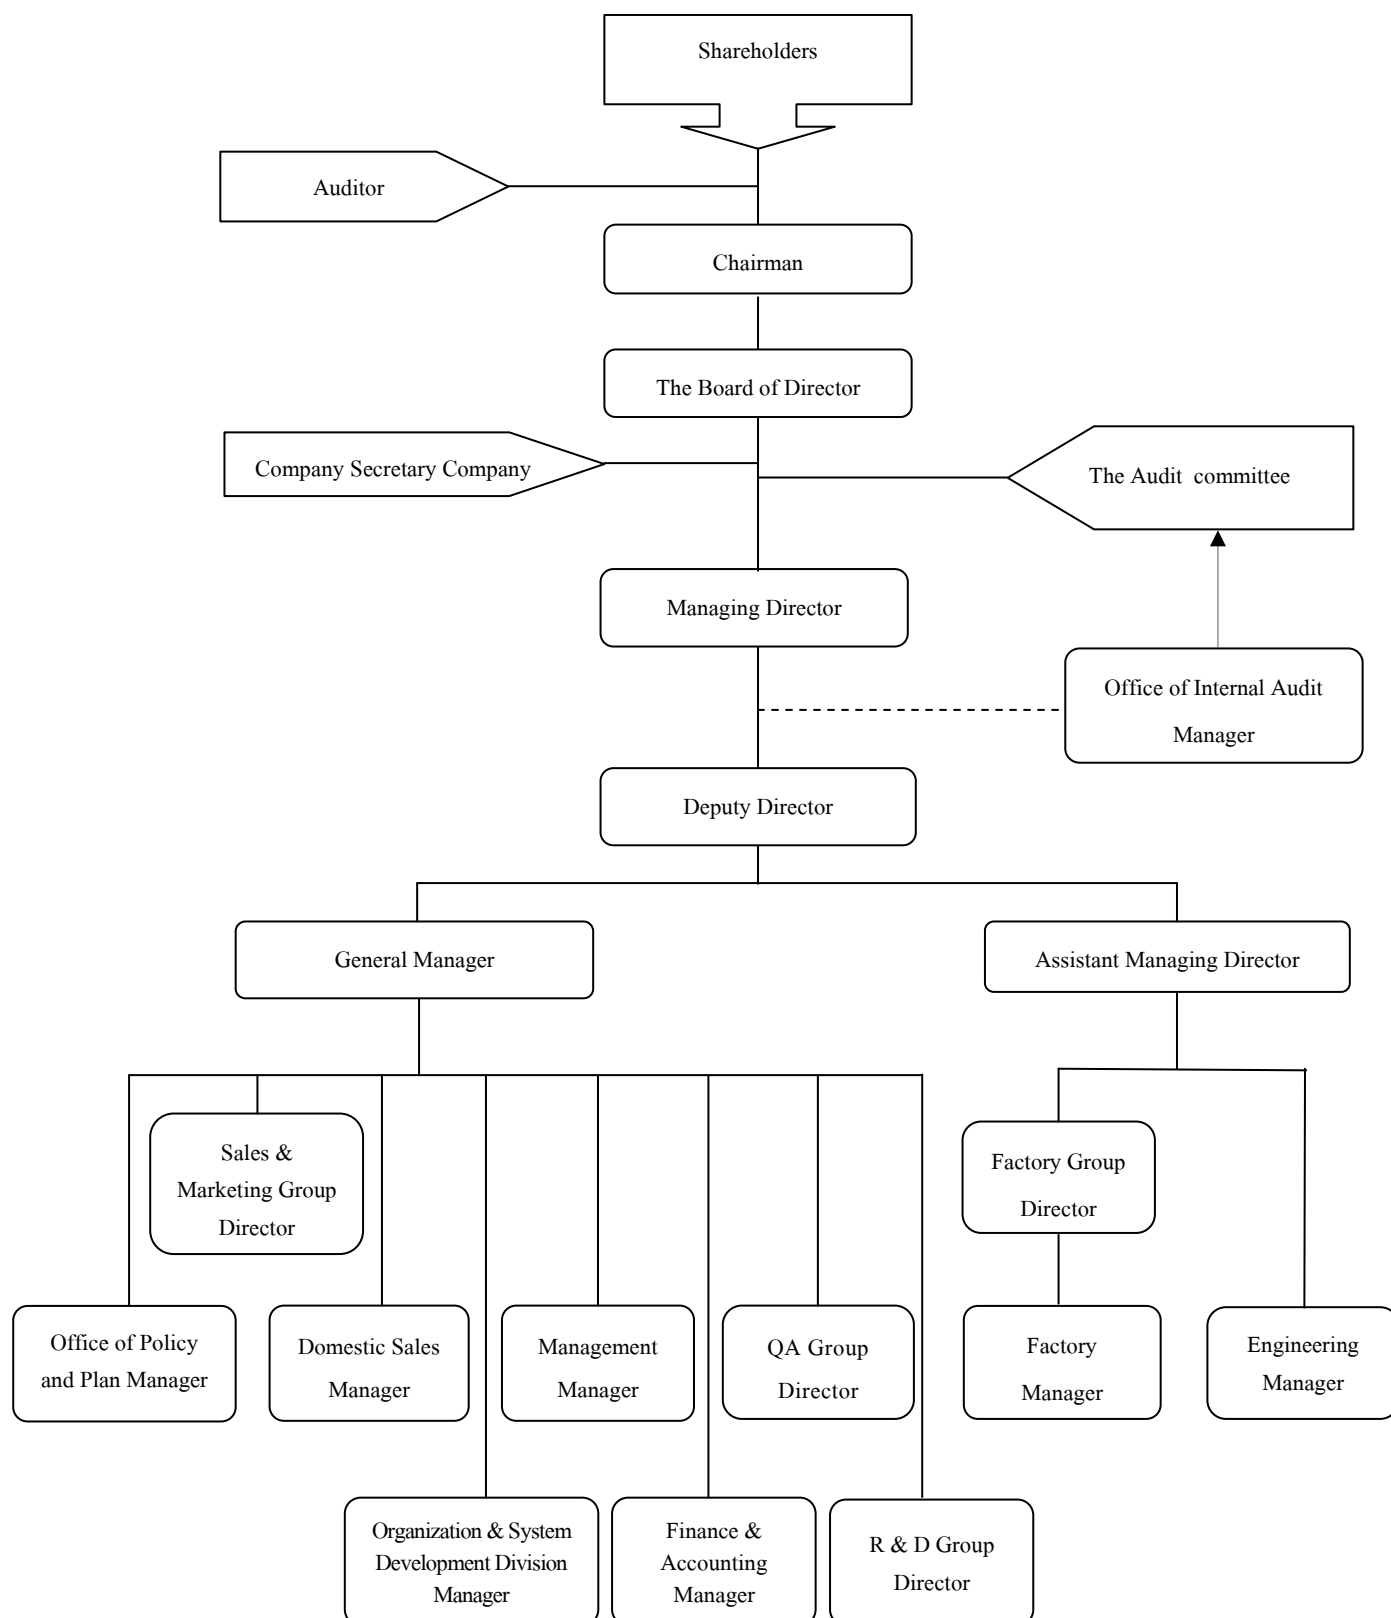 Shareholders
Auditor
Chairman
The Board of Director
Company Secretary Company
The Audit committee
Managing Director
Office of Internal Audit
Manager
Deputy Director
General Manager
Assistant Managing Director
Sales &
Marketing Group
Director
Factory Group
Director
Office of Policy
and Plan Manager
Domestic Sales
Manager
Management
Manager
QA Group
Director
Factory
Manager
Engineering
Manager
Organization & System
Development Division
Manager
Finance &
Accounting
Manager
R & D Group
Director